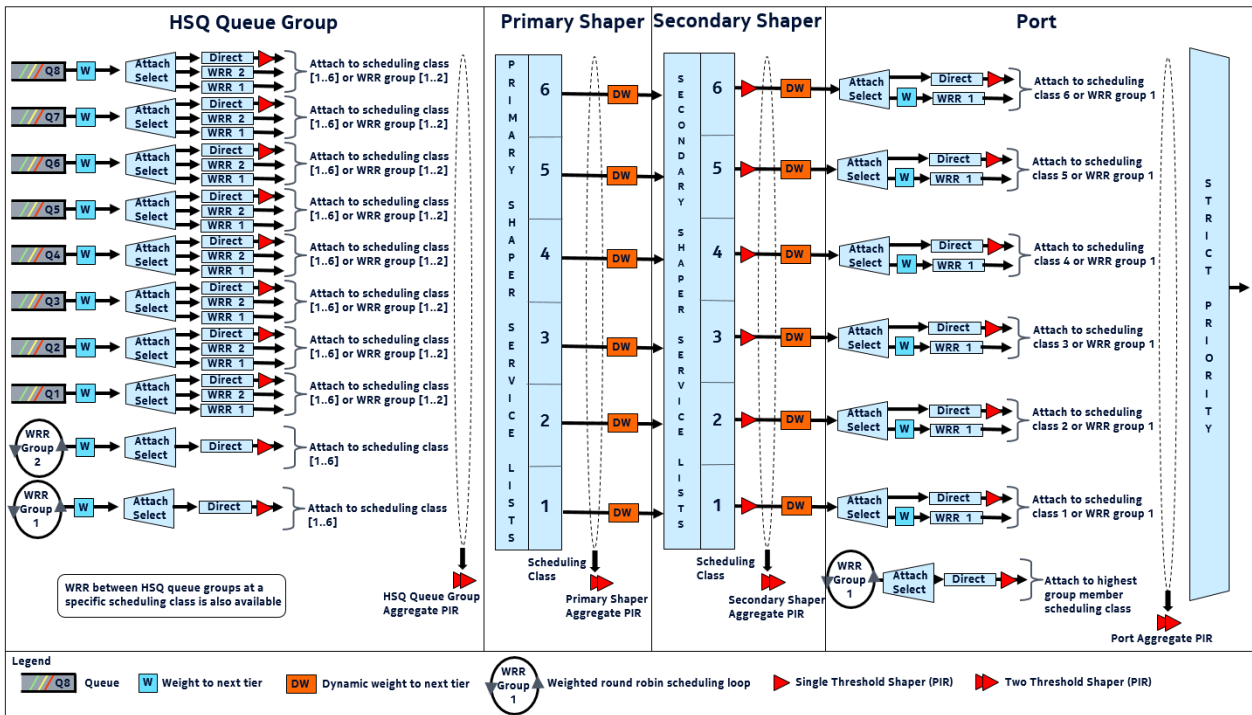 HSQ Queue Group
Primary Shaper
Secondary Shaper
Port
Q8
W
Attach
Select
Direct
WRR 2
WRR 1
Attach to scheduling class
[1..6] or WRR group [1..2]
Q7
W
Attach
Select
Direct
WRR 2
WRR 1
Attach to scheduling class
[1..6] or WRR group [1..2]
Q6
W
Attach
Select
Direct
WRR 2
WRR 1
Attach to scheduling class
[1..6] or WRR group [1..2]
Q5
W
Attach
Select
Direct
WRR 2
WRR 1
Attach to scheduling class
[1..6] or WRR group [1..2]
Q4
W
Attach
Select
Direct
WRR 2
WRR 1
Attach to scheduling class
[1..6] or WRR group [1..2]
Q3
W
Attach
Select
Direct
WRR 2
WRR 1
Attach to scheduling class
[1..6] or WRR group [1..2]
Q2
W
Attach
Select
Direct
WRR 2
WRR 1
Attach to scheduling class
[1..6] or WRR group [1..2]
Q1
W
Attach
Select
Direct
WRR 2
WRR 1
Attach to scheduling class
[1..6] or WRR group [1..2]
WRR
Group
2
W
Attach
Select
Direct
Attach to scheduling class
[1..6]
WRR
Group
1
W
Attach
Select
Direct
Attach to scheduling class
[1..6]
WRR between HSQ queue groups at a
specific scheduling class is also available
HSQ Queue Group
Aggregate PIR
PRIMARY SHAPER SERVICE LISTS
6
DW
5
DW
4
DW
3
DW
2
DW
1
DW
Scheduling
Class
Primary Shaper
Aggregate PIR
SECONDARY SHAPER SERVICE LISTS
6
DW
5
DW
4
DW
3
DW
2
DW
1
DW
Scheduling
Class
Secondary Shaper
Aggregate PIR
Attach
Select
Direct
W
WRR 1
Attach to scheduling
class 6 or WRR group 1
Attach
Select
Direct
W
WRR 1
Attach to scheduling
class 5 or WRR group 1
Attach
Select
Direct
W
WRR 1
Attach to scheduling
class 4 or WRR group 1
Attach
Select
Direct
W
WRR 1
Attach to scheduling
class 3 or WRR group 1
Attach
Select
Direct
W
WRR 1
Attach to scheduling
class 2 or WRR group 1
Attach
Select
Direct
W
WRR 1
Attach to scheduling
class 1 or WRR group 1
WRR
Group
1
Attach
Select
Direct
Attach to highest
group member
scheduling class
Port Aggregate PIR
STRICT PRIORITY
Legend
Q8
Queue
W
Weight to next tier
DW
Dynamic weight to next tier
WRR
Group
1
Weighted round robin scheduling loop
Single Threshold Shaper (PIR)
Two Threshold Shaper (PIR)